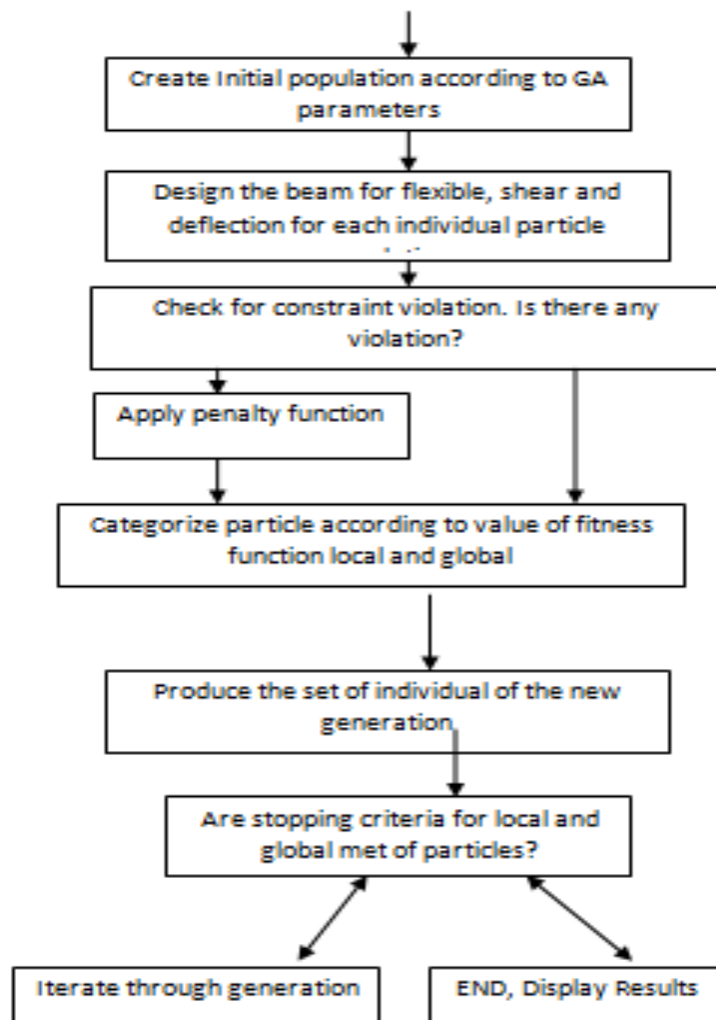 Create Initial population according to GA
parameters
Design the beam for flexible, shear and
deflection for each individual particle
Check for constraint violation. Is there any
violation?
Apply penalty function
Categorize particle according to value of fitness
function local and global
Produce the set of individual of the new
generation
Are stopping criteria for local and
global met of particles?
Iterate through generation
END, Display Results